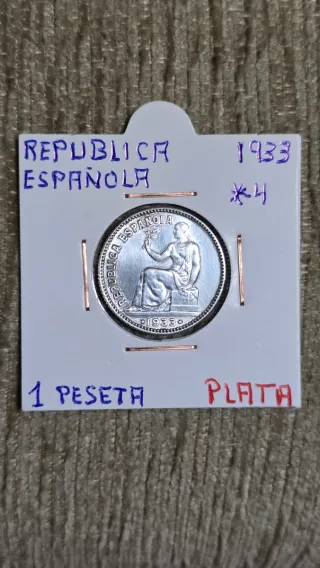 REPUBLICA 1933
ESPAÑOLA *4
REPUBLICA ESPAÑOLA
·1933·
1 PESETA PLATA